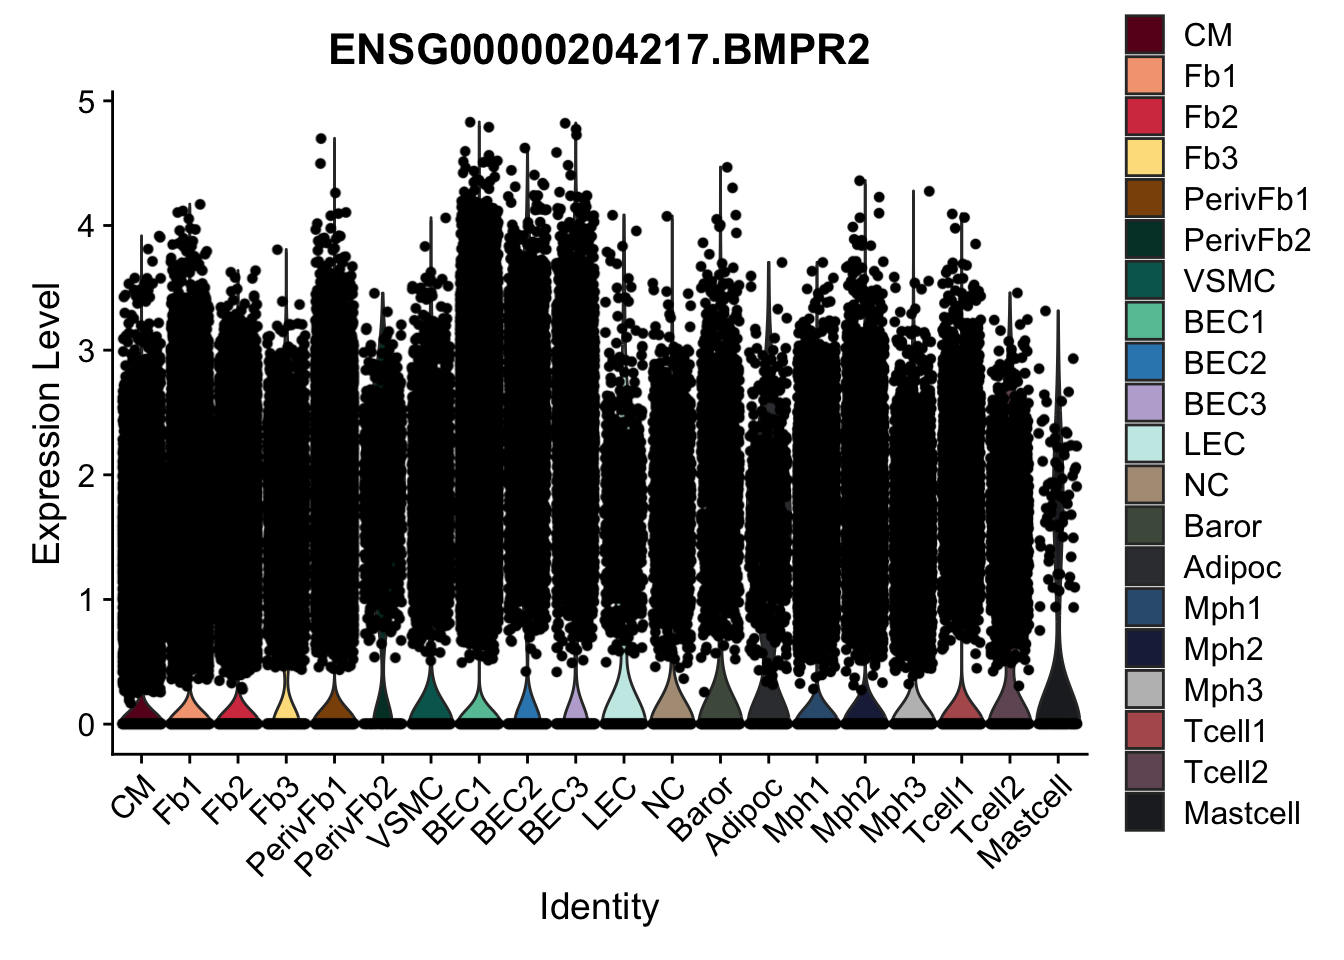 ENSG00000204217.BMPR2
Expression Level
5
4
3
2
1
0
CM
Fb1
Fb2
Fb3
PerivFb1
PerivFb2
VSMC
BEC1
BEC2
BEC3
LEC
NC
Baror
Adipoc
Mph1
Mph2
Mph3
Tcell1
Tcell2
Mastcell
Identity
CM
Fb1
Fb2
Fb3
PerivFb1
PerivFb2
VSMC
BEC1
BEC2
BEC3
LEC
NC
Baror
Adipoc
Mph1
Mph2
Mph3
Tcell1
Tcell2
Mastcell